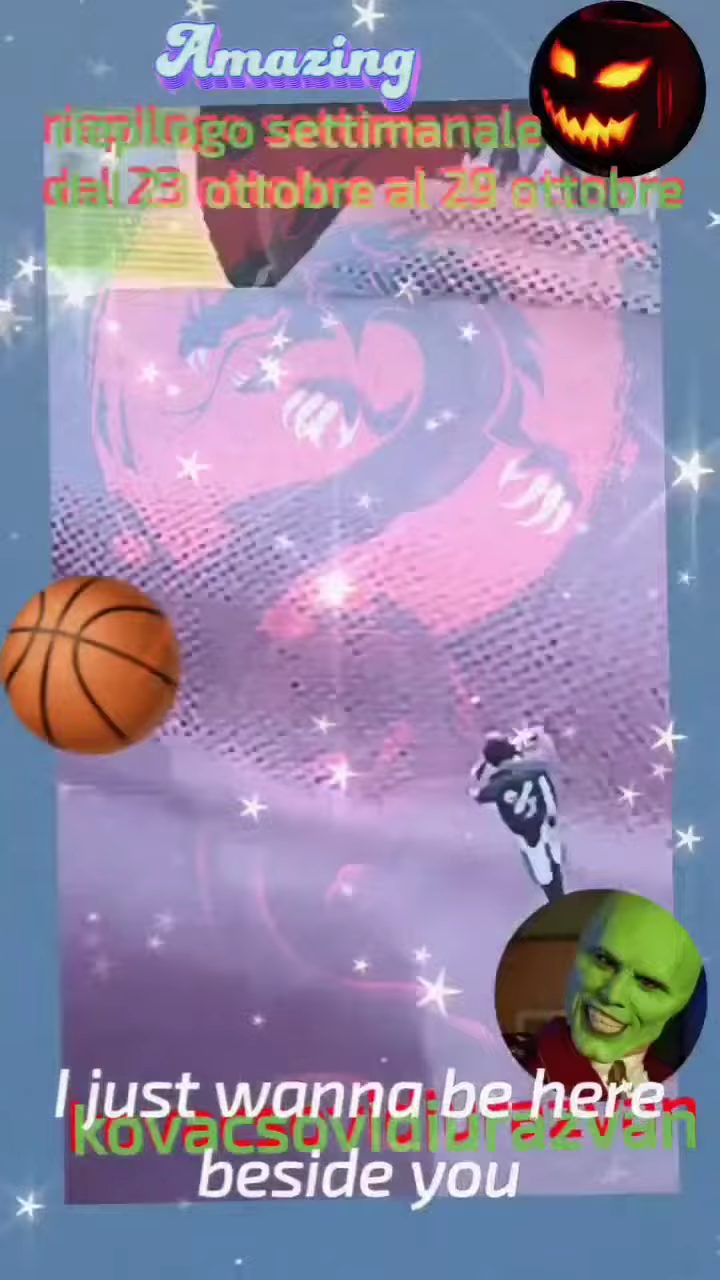 Amazing
riepilogo settimanale
dal 23 ottobre al 29 ottobre
I just wanna be here
kovacsovidiurazvan
beside you